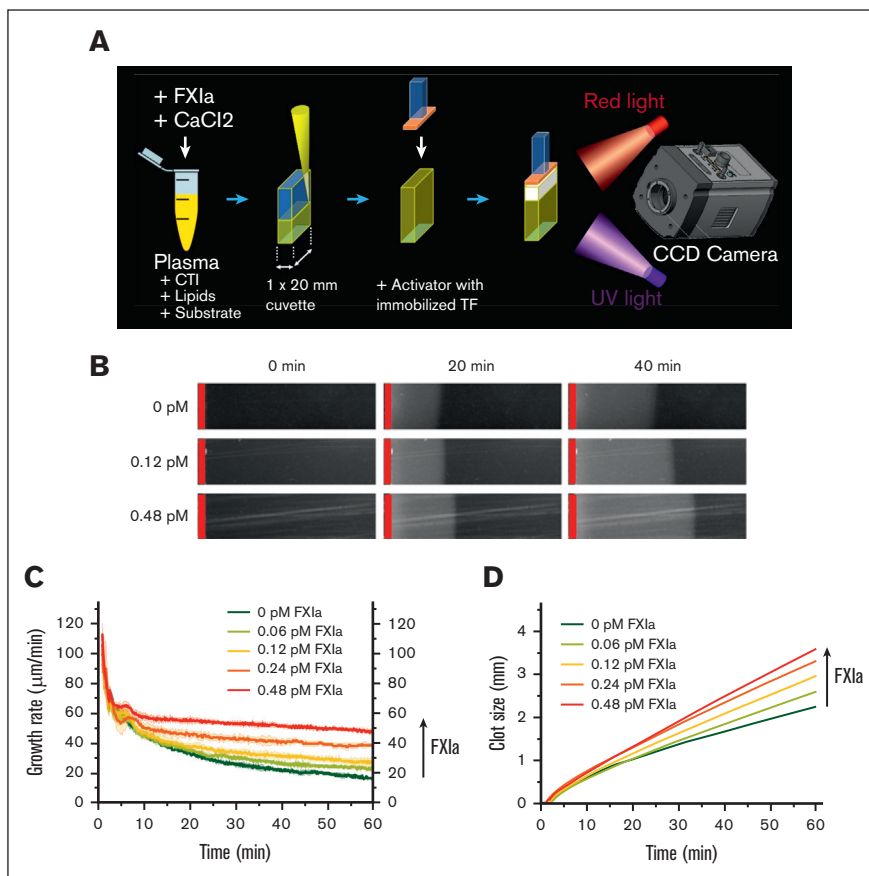 A
+ FXIa
+ CaCl2
Red light
Plasma
+ CTI
+ Lipids
+ Substrate
1 x 20 mm
cuvette
+ Activator with
immobilized TF
CCD Camera
UV light
B
0 min
20 min
40 min
0 pM
0.12 pM
0.48 pM
C
Growth rate (μm/min)
120
100
80
60
40
20
0
0 pM FXIa
0.06 pM FXIa
0.12 pM FXIa
0.24 pM FXIa
0.48 pM FXIa
120
100
80
60
40
20
0
FXIa
0 10 20 30 40 50 60
Time (min)
D
Clot size (mm)
4
3
2
1
0
0 pM FXIa
0.06 pM FXIa
0.12 pM FXIa
0.24 pM FXIa
0.48 pM FXIa
FXIa
0 10 20 30 40 50 60
Time (min)